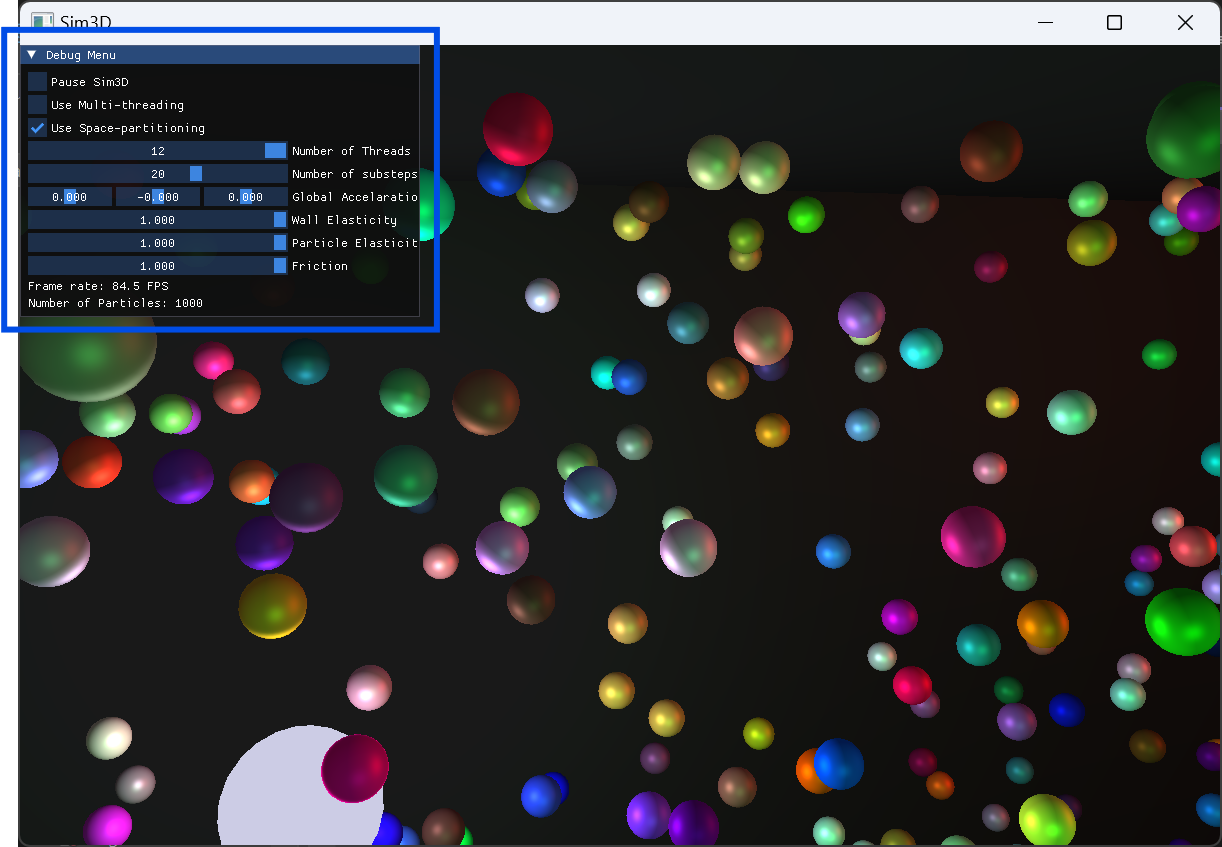 Sim3D
Debug Menu
Pause Sim3D
Use Multi-threading
Use Space-partitioning
12 Number of Threads
20 Number of substeps
0.000 -0.000 0.000 Global Accelaratio
1.000 Wall Elasticity
1.000 Particle Elasticit
1.000 Friction
Frame rate: 84.5 FPS
Number of Particles: 1000